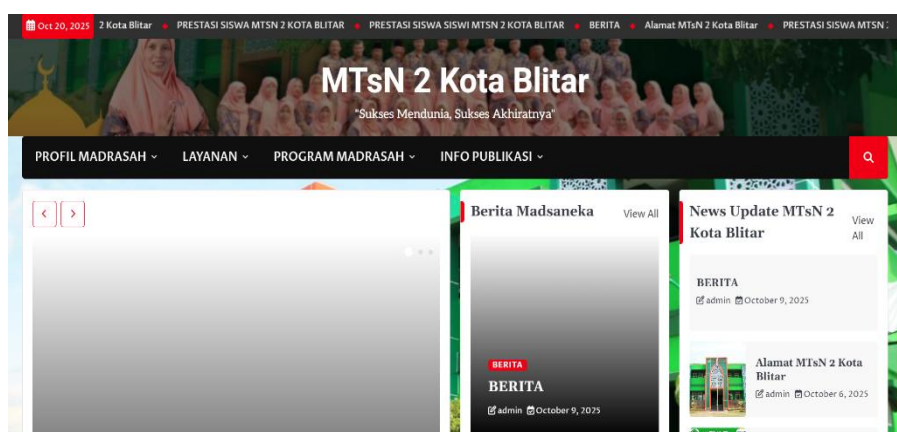 Oct 20, 2025 2 Kota Blitar PRESTASI SISWA MTSN 2 KOTA BLITAR PRESTASI SISWA SISWI MTSN 2 KOTA BLITAR BERITA Alamat MTsN 2 Kota Blitar PRESTASI SISWA MTSN
MTsN 2 Kota Blitar
"Sukses Mendunia, Sukses Akhiratnya"
PROFIL MADRASAH LAYANAN PROGRAM MADRASAH INFO PUBLIKASI
Berita Madsaneka View All
BERITA
BERITA
admin October 9, 2025
News Update MTsN 2
Kota Blitar
View
All
BERITA
admin October 9, 2025
Alamat MTsN 2 Kota
Blitar
admin October 6, 2025